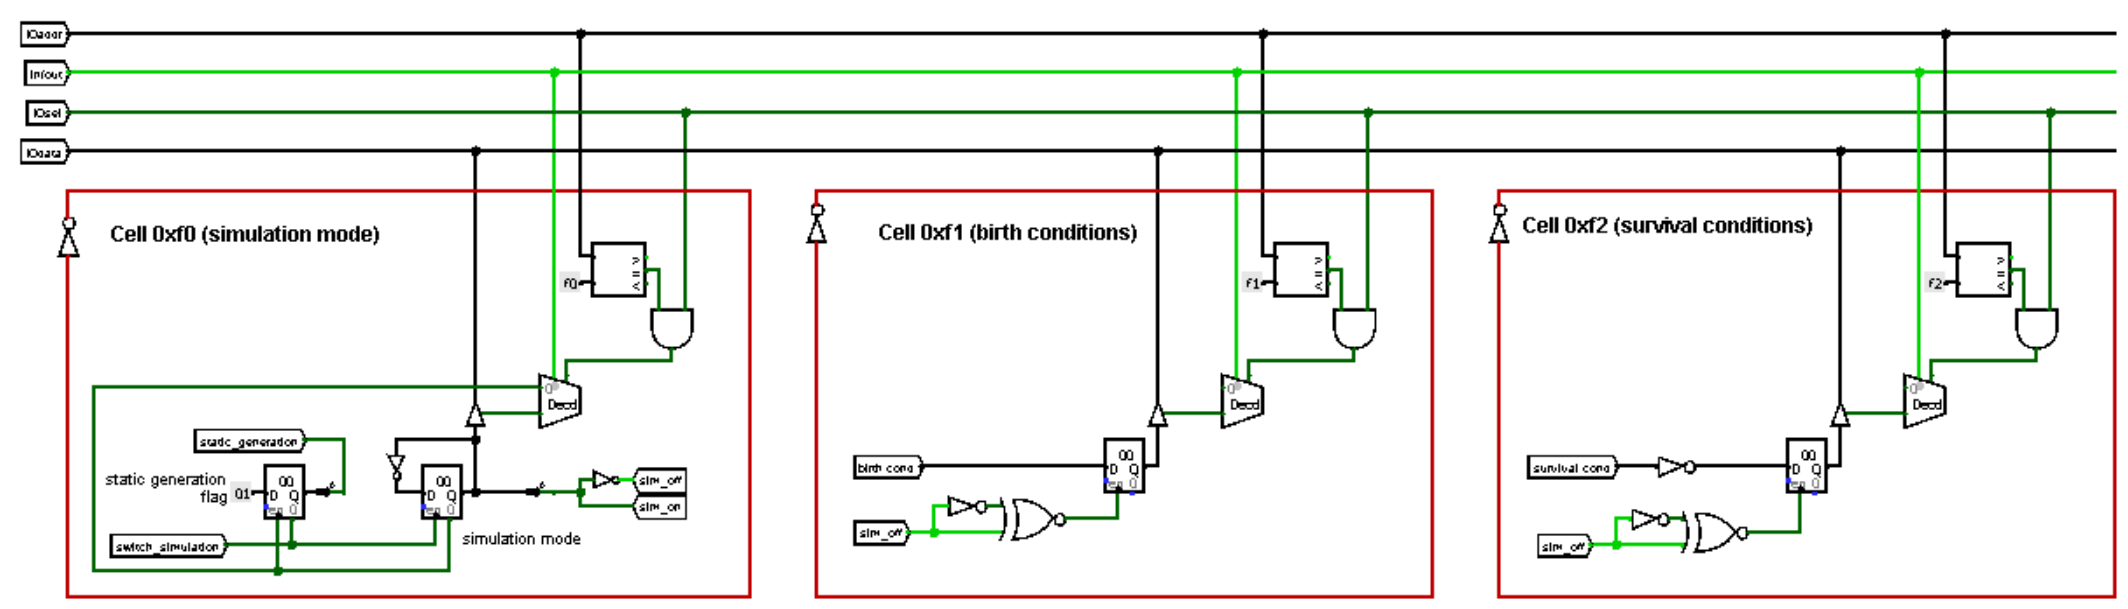 IOaddr
In/out
IOsel
IOdata
Cell 0xf0 (simulation mode)
>
=
<
f0
0
Decd
static_generation
static generation
flag
01
00
D Q
en 0
00
D Q
en 0
sim_off
sim_on
switch_simulation
simulation mode
Cell 0xf1 (birth conditions)
>
=
<
f1
0
Decd
birth cond
00
D Q
en 0
sim_off
Cell 0xf2 (survival conditions)
>
=
<
f2
0
Decd
survival cond
00
D Q
en 0
sim_off